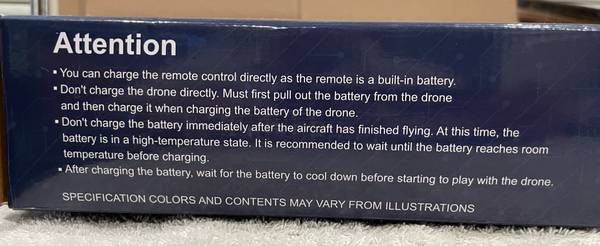 Attention
▪ You can charge the remote control directly as the remote is a built-in battery.
▪ Don't charge the drone directly. Must first pull out the battery from the drone
and then charge it when charging the battery of the drone.
▪ Don't charge the battery immediately after the aircraft has finished flying. At this time, the
battery is in a high-temperature state. It is recommended to wait until the battery reaches room
temperature before charging.
▪ After charging the battery, wait for the battery to cool down before starting to play with the drone.
SPECIFICATION COLORS AND CONTENTS MAY VARY FROM ILLUSTRATIONS